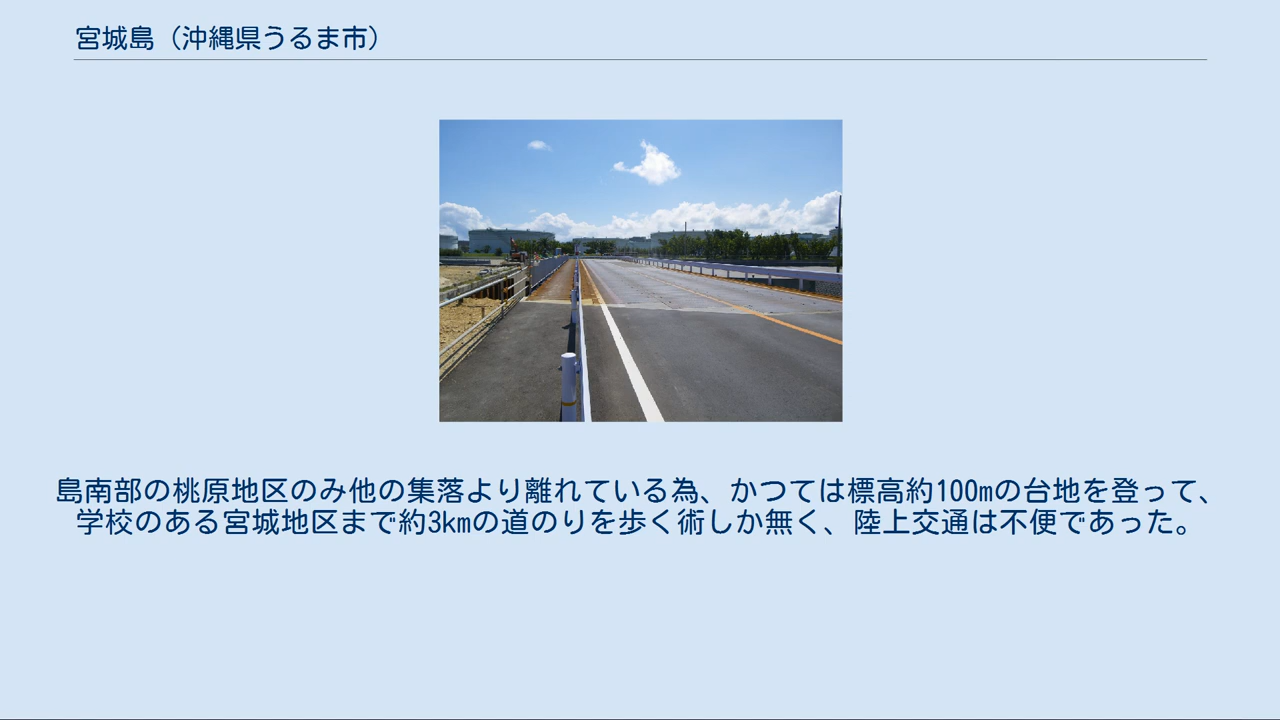 宮城島（沖縄県うるま市）
島南部の桃原地区のみ他の集落より離れている為、かつては標高約100mの台地を登って、
学校のある宮城地区まで約3kmの道のりを歩く術しか無く、陸上交通は不便であった。